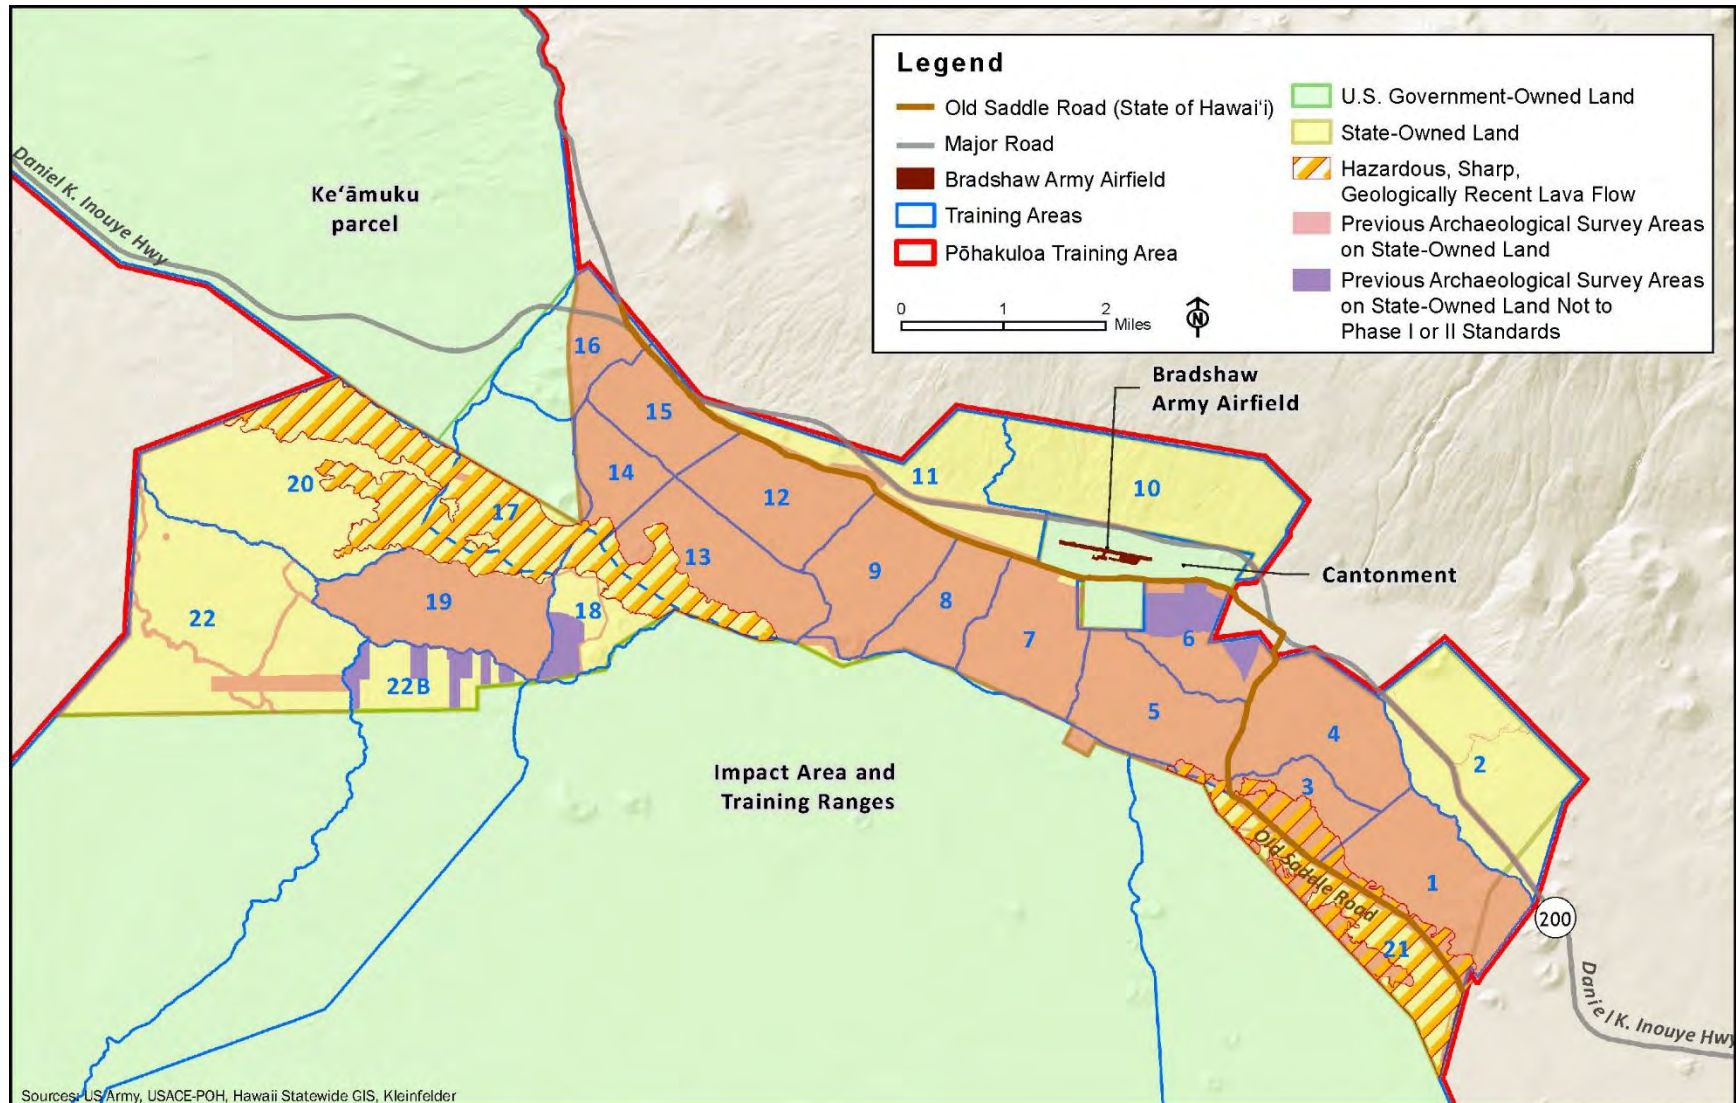 Legend
Old Saddle Road (State of Hawai‘i)
Major Road
Bradshaw Army Airfield
Training Areas
Pōhakuloa Training Area
0 2
Miles
N
U.S. Government-Owned Land
State-Owned Land
Hazardous, Sharp,
Geologically Recent Lava Flow
Previous Archaeological Survey Areas
on State-Owned Land
Previous Archaeological Survey Areas
on State-Owned Land Not to
Phase I or II Standards
Daniel K. Inouye Hwy
Ke‘āmuku
parcel
16
15
14
12
11
10
Bradshaw
Army Airfield
Cantonment
20
17
13
9
8
7
6
19
18
22
22B
5
4
2
3
1
21
Impact Area and
Training Ranges
Old Saddle Road
200
Daniel K. Inouye Hwy
Sources: US Army, USACE-POH, Hawaii Statewide GIS, Kleinfelder